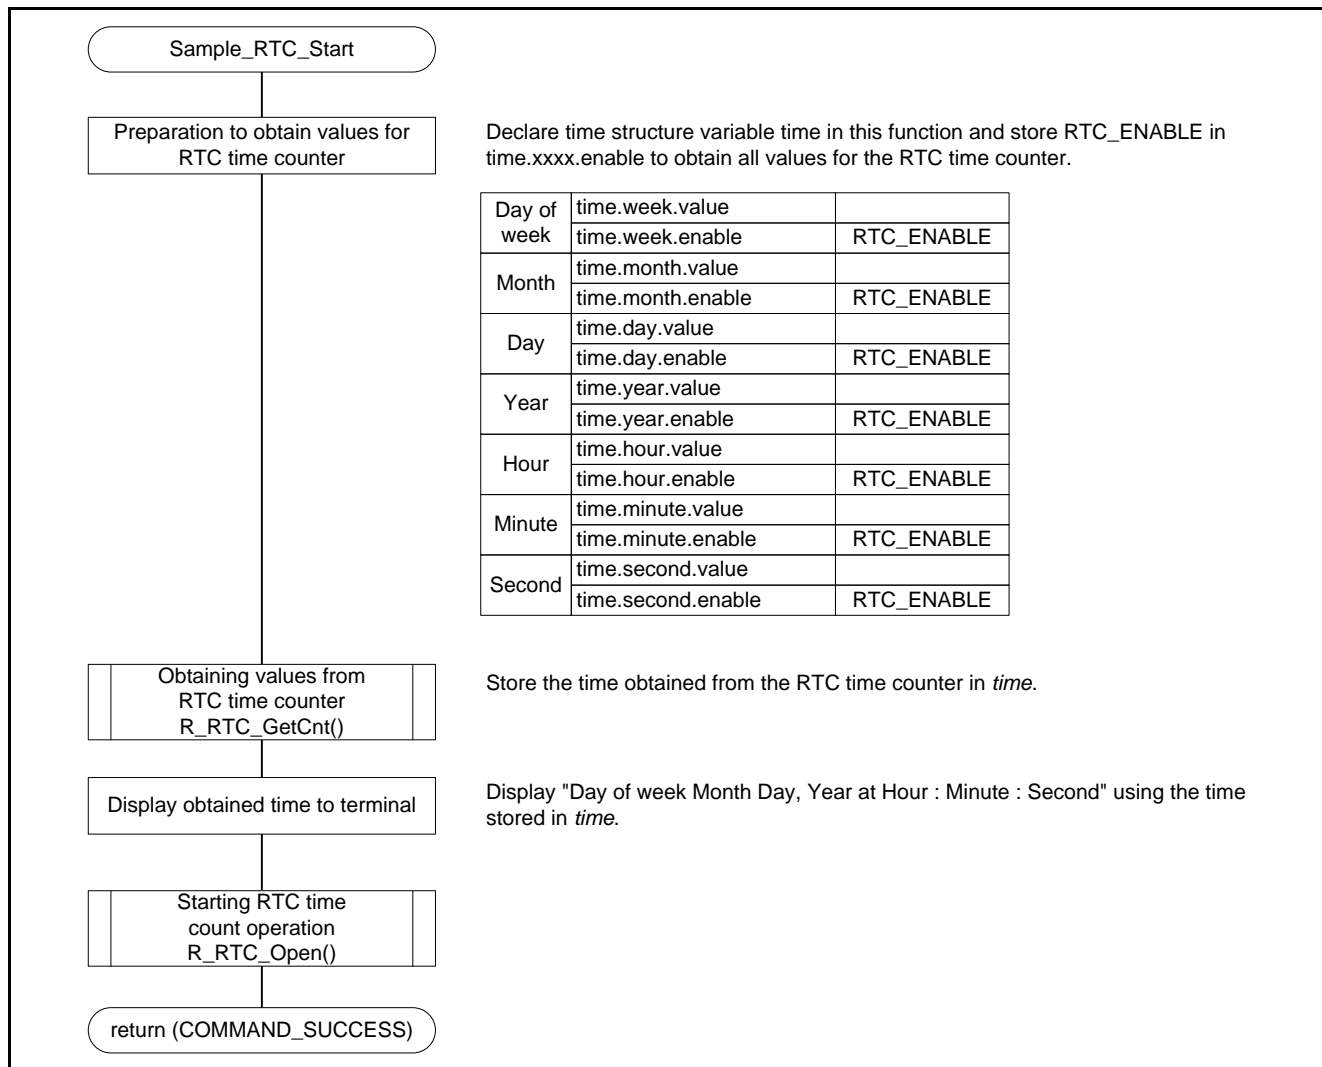 Sample_RTC_Start
Preparation to obtain values for
RTC time counter
Declare time structure variable time in this function and store RTC_ENABLE in
time.xxxx.enable to obtain all values for the RTC time counter.
Day of
week
time.week.value
time.week.enable RTC_ENABLE
Month
time.month.value
time.month.enable RTC_ENABLE
Day
time.day.value
time.day.enable RTC_ENABLE
Year
time.year.value
time.year.enable RTC_ENABLE
Hour
time.hour.value
time.hour.enable RTC_ENABLE
Minute
time.minute.value
time.minute.enable RTC_ENABLE
Second
time.second.value
time.second.enable RTC_ENABLE
Obtaining values from
RTC time counter
R_RTC_GetCnt()
Store the time obtained from the RTC time counter in time.
Display obtained time to terminal
Display "Day of week Month Day, Year at Hour : Minute : Second" using the time
stored in time.
Starting RTC time
count operation
R_RTC_Open()
return (COMMAND_SUCCESS)